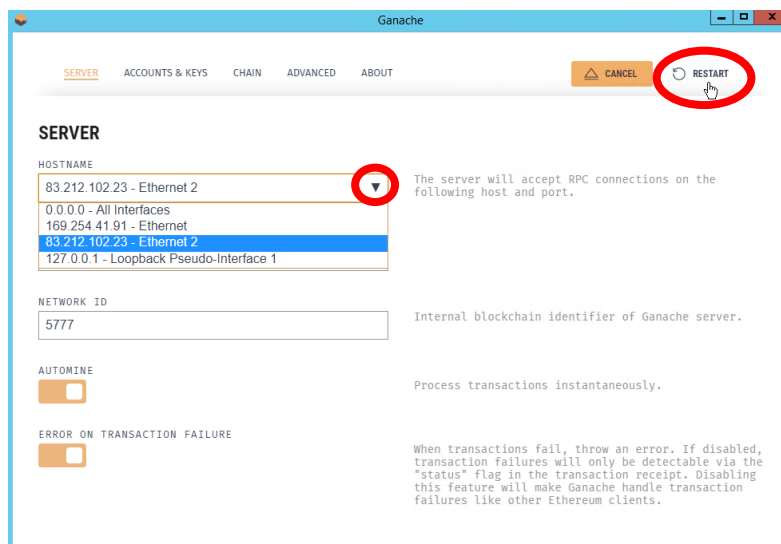 Ganache
SERVER ACCOUNTS & KEYS CHAIN ADVANCED ABOUT CANCEL RESTART
SERVER
HOSTNAME
83.212.102.23 - Ethernet 2
0.0.0.0 - All Interfaces
169.254.41.91 - Ethernet
83.212.102.23 - Ethernet 2
127.0.0.1 - Loopback Pseudo-Interface 1
The server will accept RPC connections on the
following host and port.
NETWORK ID
5777
Internal blockchain identifier of Ganache server.
AUTOMINE
Process transactions instantaneously.
ERROR ON TRANSACTION FAILURE
When transactions fail, throw an error. If disabled,
transaction failures will only be detectable via the
"status" flag in the transaction receipt. Disabling
this feature will make Ganache handle transaction
failures like other Ethereum clients.